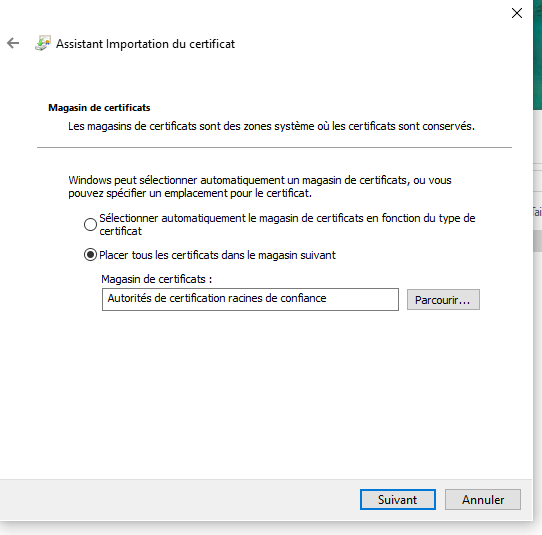 Assistant Importation du certificat
Magasin de certificats
Les magasins de certificats sont des zones système où les certificats sont conservés.
Windows peut sélectionner automatiquement un magasin de certificats, ou vous
pouvez spécifier un emplacement pour le certificat.
Sélectionner automatiquement le magasin de certificats en fonction du type de
certificat
Placer tous les certificats dans le magasin suivant
Magasin de certificats :
Autorités de certification racines de confiance
Parcourir...
Suivant
Annuler